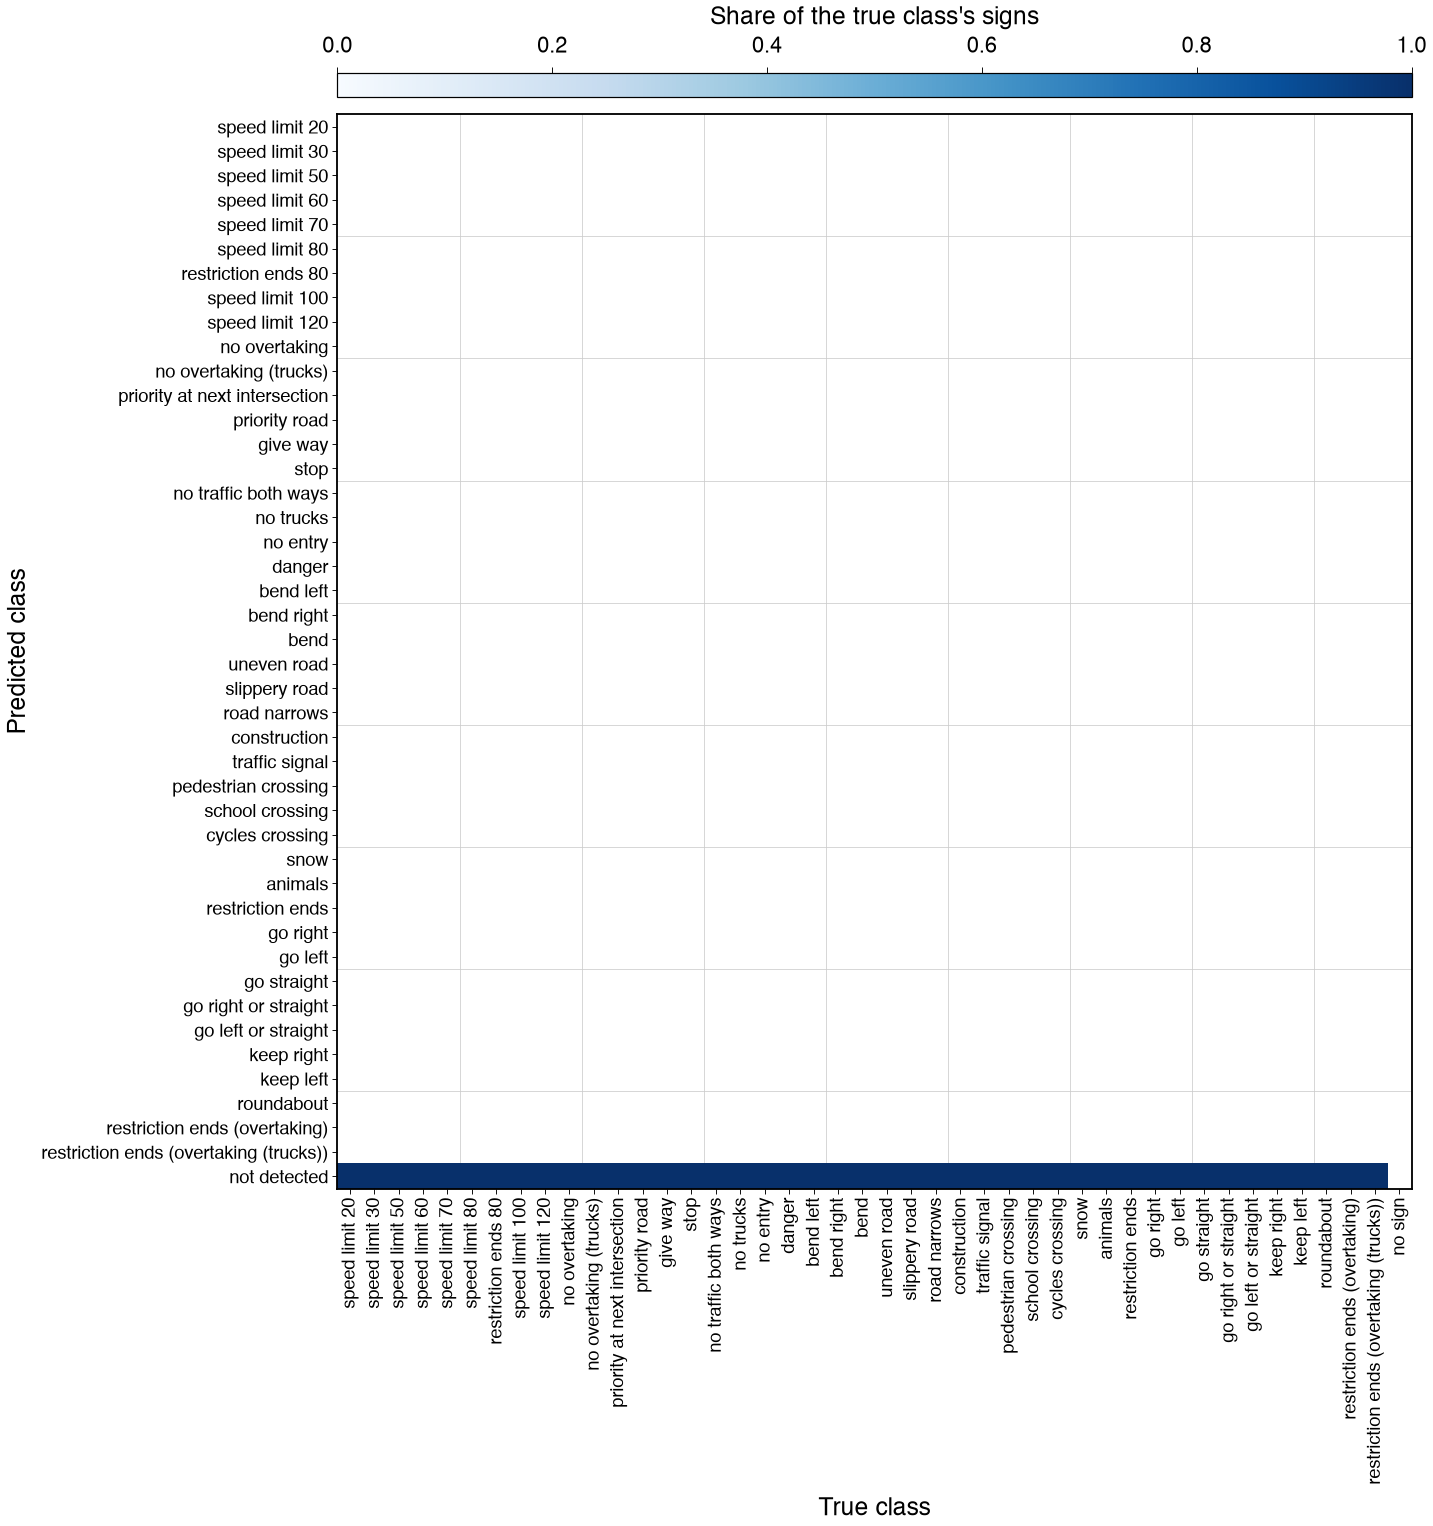 Share of the true class's signs
0.0 0.2 0.4 0.6 0.8 1.0
speed limit 20
speed limit 30
speed limit 50
speed limit 60
speed limit 70
speed limit 80
restriction ends 80
speed limit 100
speed limit 120
no overtaking
no overtaking (trucks)
priority at next intersection
priority road
give way
stop
no traffic both ways
no trucks
no entry
danger
bend left
bend right
bend
uneven road
slippery road
road narrows
construction
traffic signal
pedestrian crossing
school crossing
cycles crossing
snow
animals
restriction ends
go right
go left
go straight
go right or straight
go left or straight
keep right
keep left
roundabout
restriction ends (overtaking)
restriction ends (overtaking (trucks))
not detected
Predicted class
speed limit 20
speed limit 30
speed limit 50
speed limit 60
speed limit 70
speed limit 80
restriction ends 80
speed limit 100
speed limit 120
no overtaking
no overtaking (trucks)
priority at next intersection
priority road
give way
stop
no traffic both ways
no trucks
no entry
danger
bend left
bend right
bend
uneven road
slippery road
road narrows
construction
traffic signal
pedestrian crossing
school crossing
cycles crossing
snow
animals
restriction ends
go right
go left
go straight
go right or straight
go left or straight
keep right
keep left
roundabout
restriction ends (overtaking)
restriction ends (overtaking (trucks))
no sign
True class